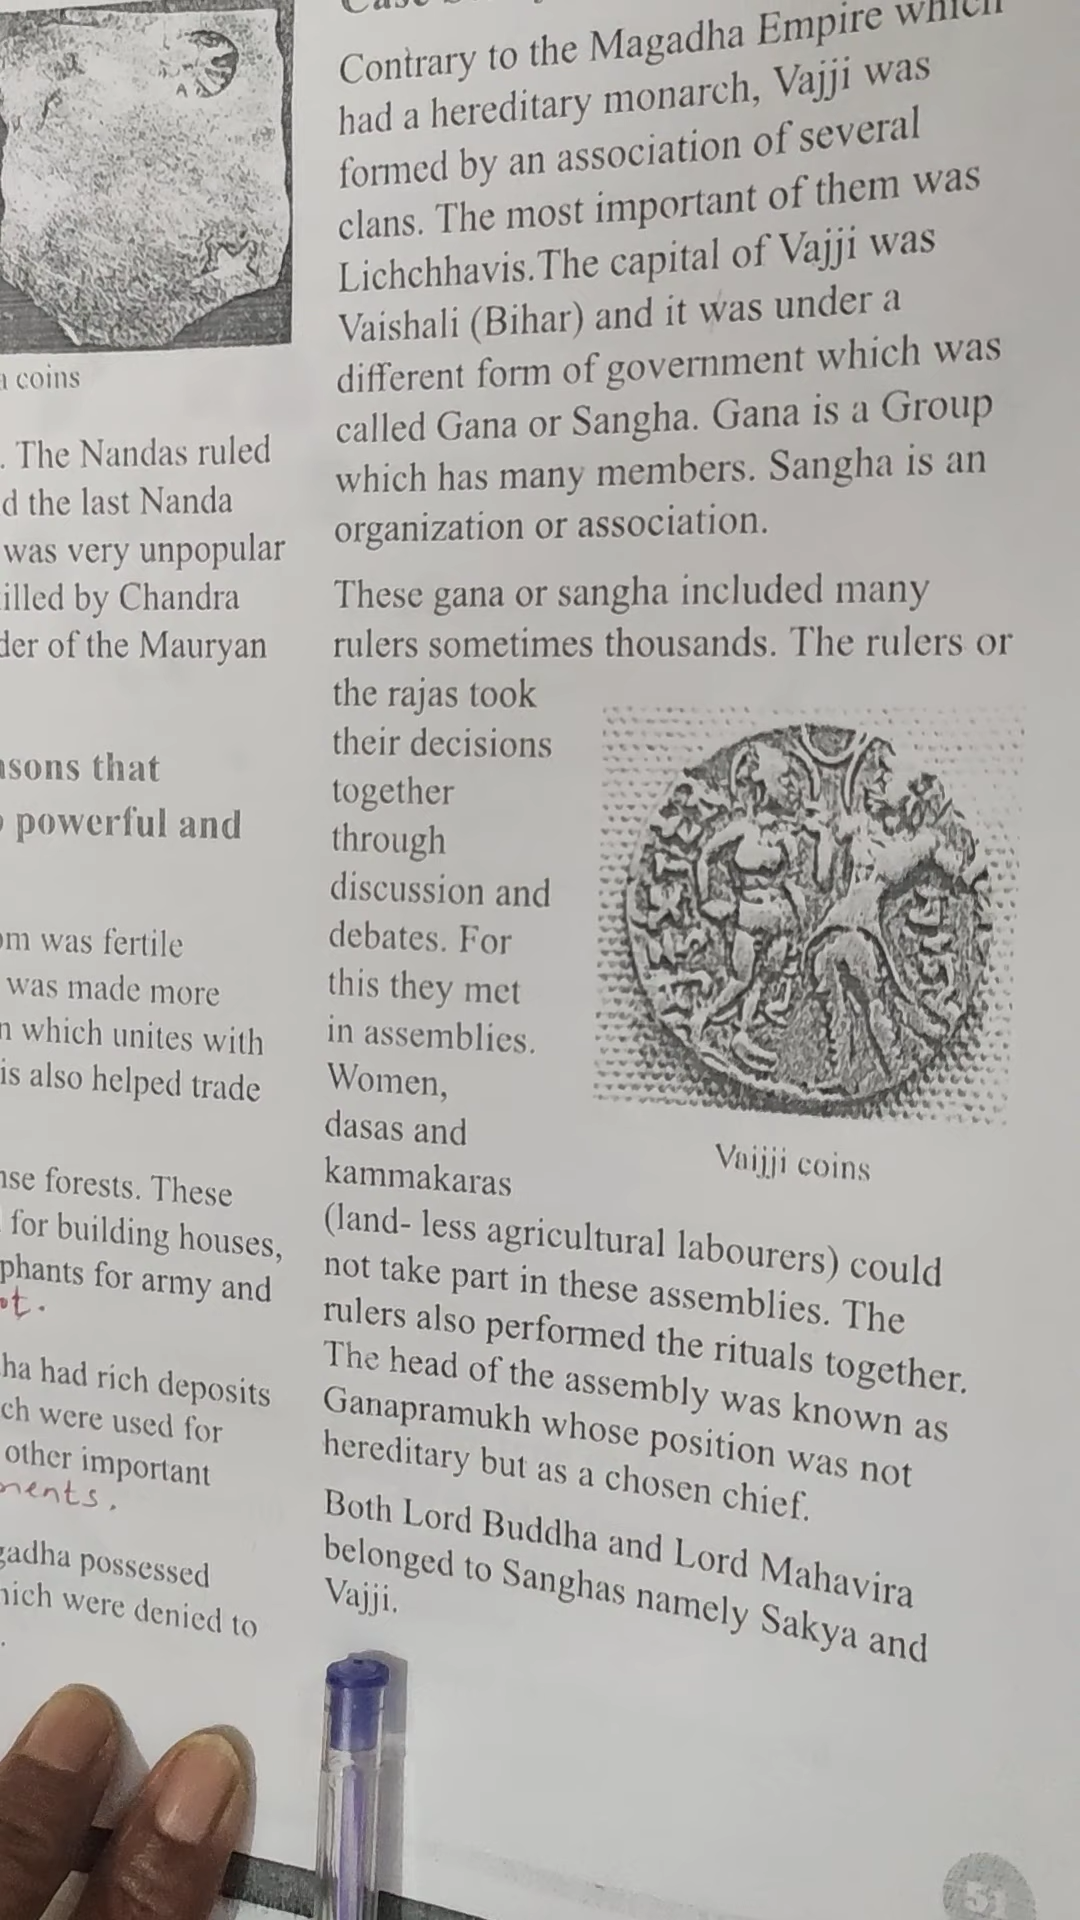 coins
. The Nandas ruled
the last Nanda
was very unpopular
by Chandra
of the Mauryan
that
powerful and
was fertile
was made more
which unites with
is also helped trade
forests. These
for building houses,
for army and
had rich deposits
were used for
other important
possessed
were denied to
Contrary to the Magadha Empire which
had a hereditary monarch, Vajji was
formed by an association of several
clans. The most important of them was
Lichchhavis.The capital of Vajji was
Vaishali (Bihar) and it was under a
different form of government which was
called Gana or Sangha. Gana is a Group
which has many members. Sangha is an
organization or association.
These gana or sangha included many
rulers sometimes thousands. The rulers or
the rajas took
their decisions
together
through
discussion and
debates. For
this they met
in assemblies.
Women,
dasas and
kammakaras
(land- less agricultural labourers) could
not take part in these assemblies. The
rulers also performed the rituals together.
The head of the assembly was known as
Ganapramukh whose position was not
hereditary but as a chosen chief.
Both Lord Buddha and Lord Mahavira
belonged to Sanghas namely Sakya and
Vajji.
Vaijji coins
51